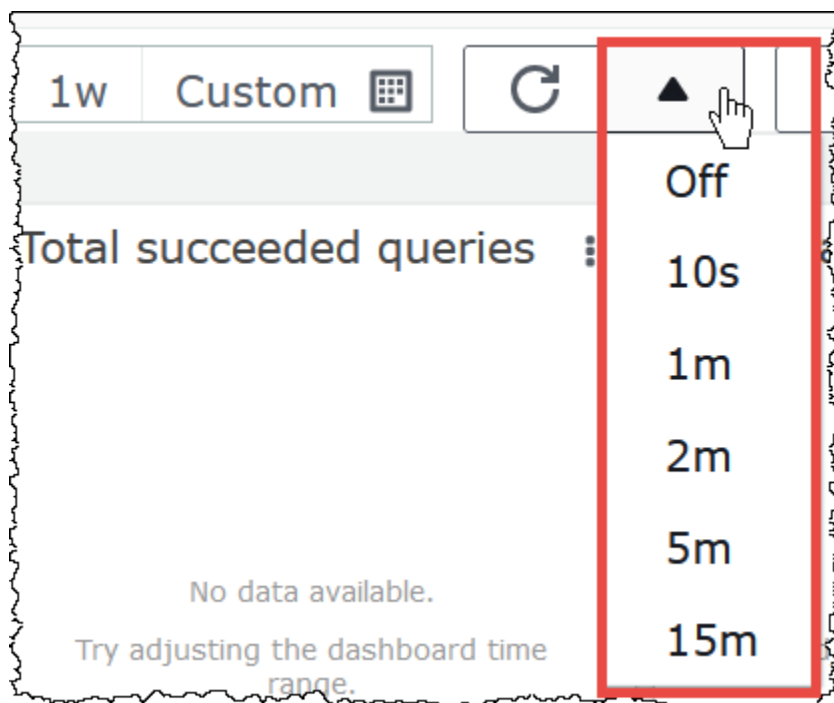 1w Custom
Off
Total succeeded queries
10s
1m
2m
5m
No data available.
15m
Try adjusting the dashboard time
range.